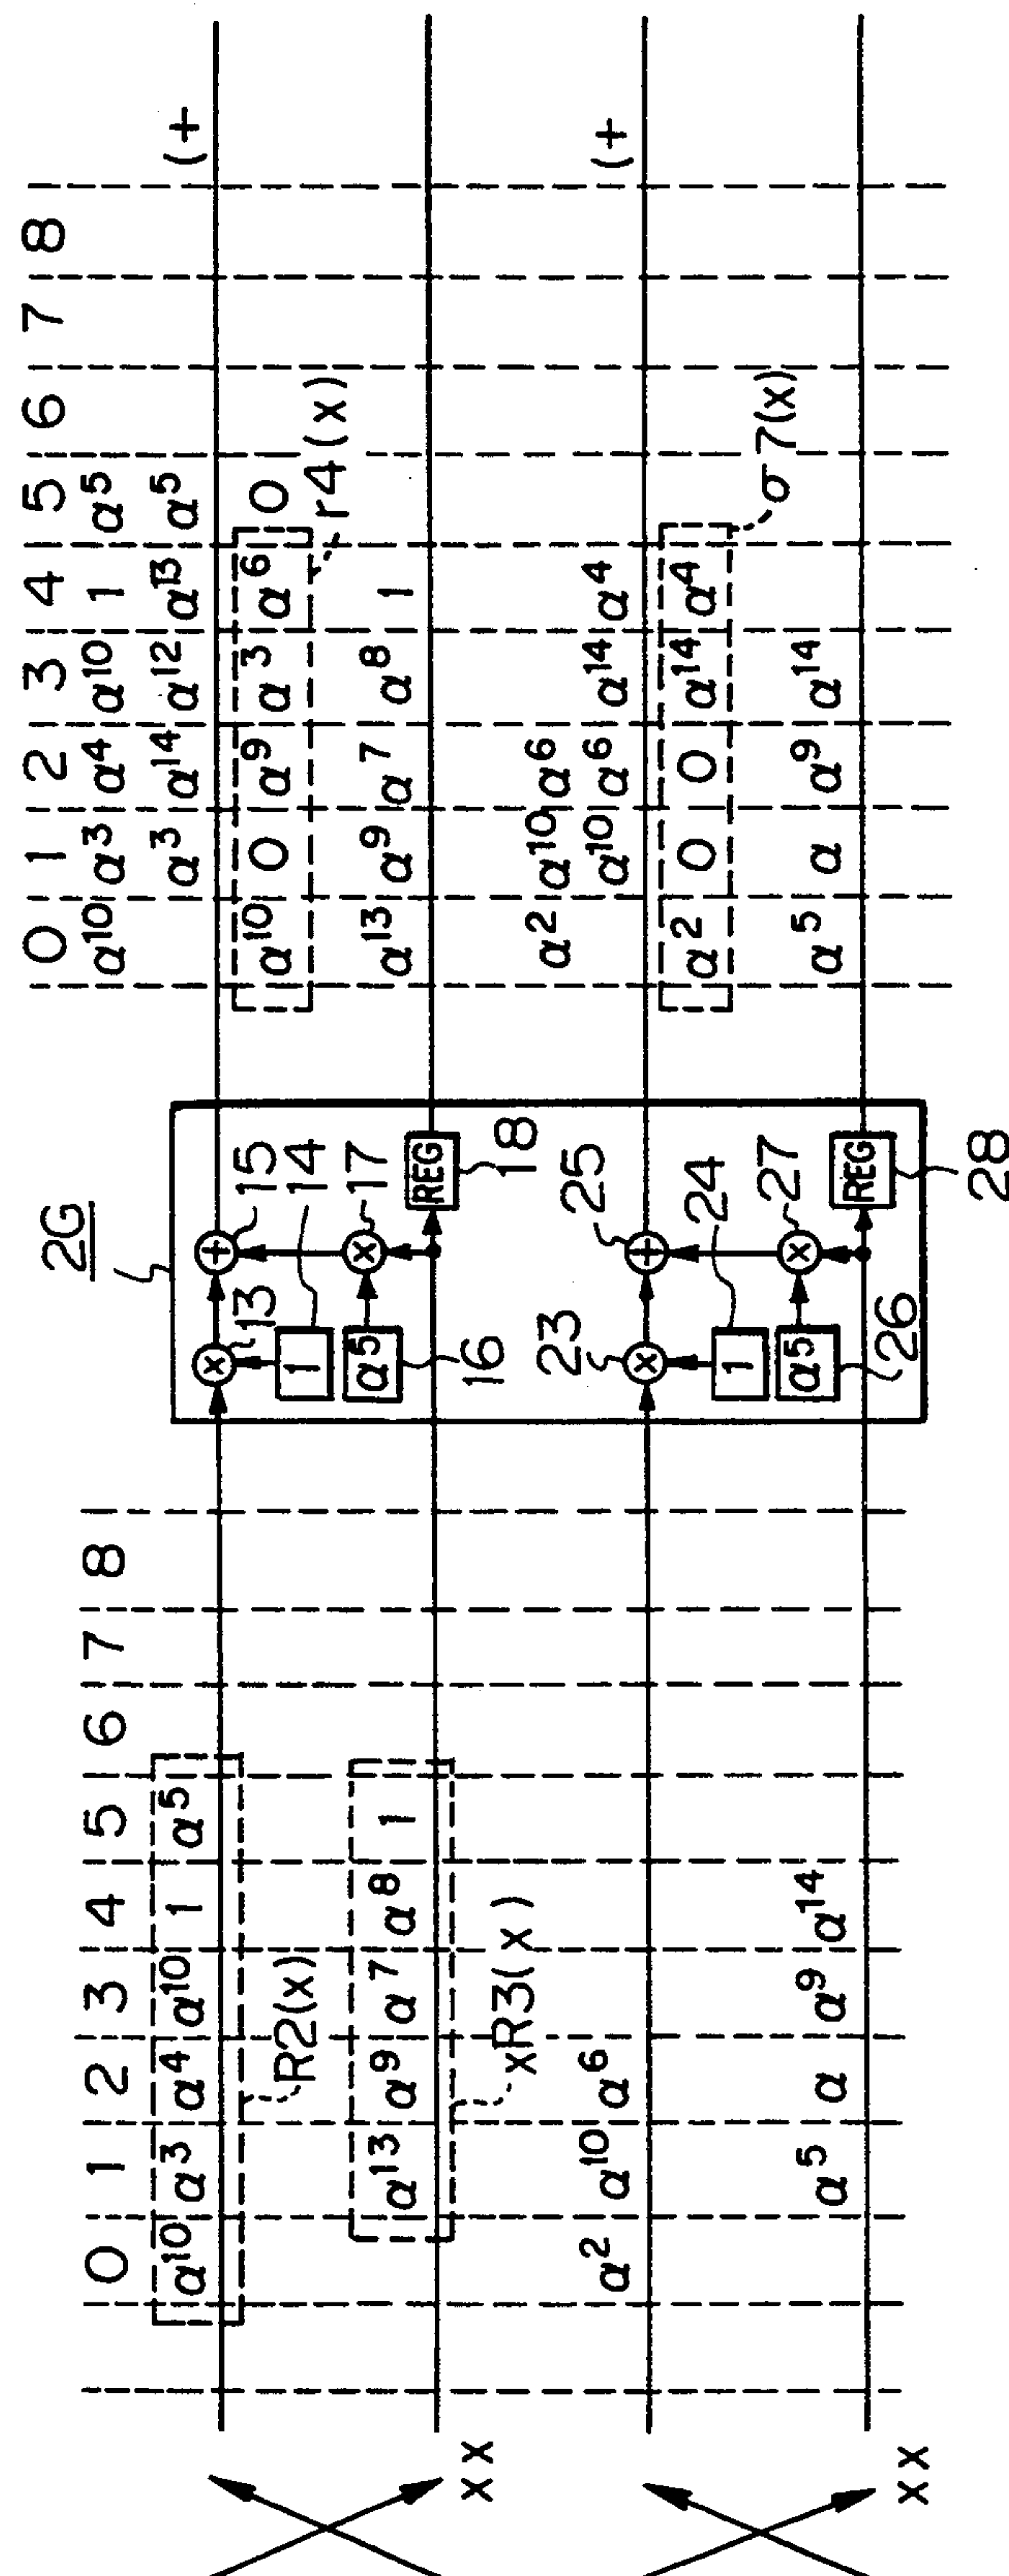 0 1 2 3 4 5 6 7 8
α¹⁰ α³ α⁴ α¹⁰ 1 α⁵
R2(x)
α¹³ α⁹ α⁷ α⁸ 1
xR3(x)
α² α¹⁰ α⁶
α⁵ α α⁹ α¹⁴
xx
xx
2G
13
15
1
14
α⁵
16
17
REG
18
23
25
1
24
α⁵
26
27
REG
28
0 1 2 3 4 5 6 7 8
α¹⁰ α³ α⁴ α¹⁰ 1 α⁵
α³ α¹⁴ α¹² α¹³ α⁵
(+
α¹⁰ 0 α⁹ α³ α⁶ 0
r4(x)
α¹³ α⁹ α⁷ α⁸ 1
α² α¹⁰ α⁶
α¹⁰ α⁶ α¹⁴ α⁴
(+
α² 0 0 α¹⁴ α⁴
σ7(x)
α⁵ α α⁹ α¹⁴